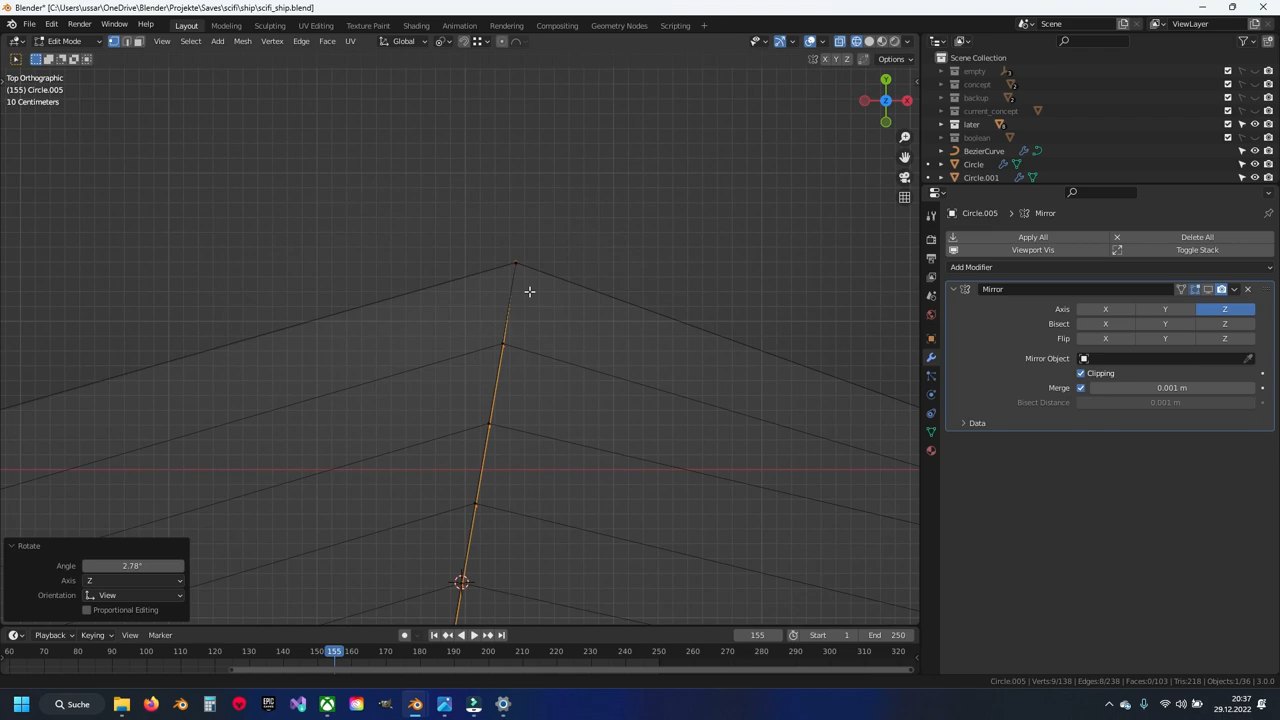 Blender* [C:\Users\ussar\OneDrive\Blender\Projekte\Saves\scifi\ship\scifi_ship.blend]
File Edit Render Window Help Layout Modeling Sculpting UV Editing Texture Paint Shading Animation Rendering Compositing Geometry Nodes Scripting + Scene ViewLayer
Edit Mode View Select Add Mesh Vertex Edge Face UV Global
X Y Z Options
Top Orthographic
(155) Circle.005
10 Centimeters
Y
Z
X
Scene Collection
empty 3
concept 2
backup 2
current_concept
later 8
boolean
BezierCurve
Circle
Circle.001
Circle.005 > Mirror
Apply All Delete All
Viewport Vis Toggle Stack
Add Modifier
Mirror
Axis X Y Z
Bisect X Y Z
Flip X Y Z
Mirror Object
Clipping
Merge 0.001 m
Bisect Distance 0.001 m
Data
Rotate
Angle 2.78°
Axis Z
Orientation View
Proportional Editing
Playback Keying View Marker 155 Start 1 End 250
60 70 80 90 100 110 120 130 140 150 155 170 180 190 200 210 220 230 240 250 260 270 280 290 300 310 320
Circle.005 | Verts:9/138 | Edges:8/238 | Faces:0/103 | Tris:218 | Objects:1/36 | 3.0.0
Suche
EPIC GAMES
20:37
29.12.2022